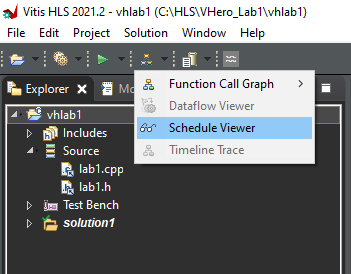 Vitis HLS 2021.2 - vhlab1 (C:\HLS\VHero_Lab1\vhlab1)
File Edit Project Solution Window Help
Explorer
Function Call Graph
Dataflow Viewer
Schedule Viewer
Timeline Trace
vhlab1
Includes
Source
lab1.cpp
lab1.h
Test Bench
solution1